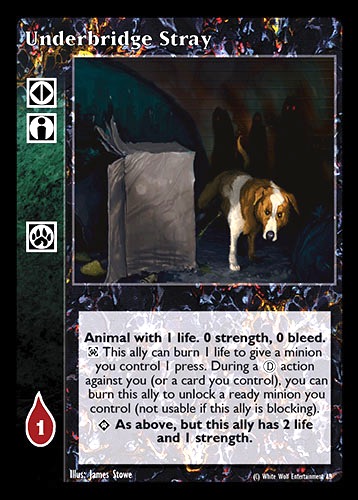 Underbridge Stray
Animal with 1 life. 0 strength, 0 bleed.
This ally can burn 1 life to give a minion
you control 1 press. During a Ⓓ action
against you (or a card you control), you can
burn this ally to unlock a ready minion you
control (not usable if this ally is blocking).
As above, but this ally has 2 life
and 1 strength.
1
Illus: James Stowe
(C) White Wolf Entertainment AB